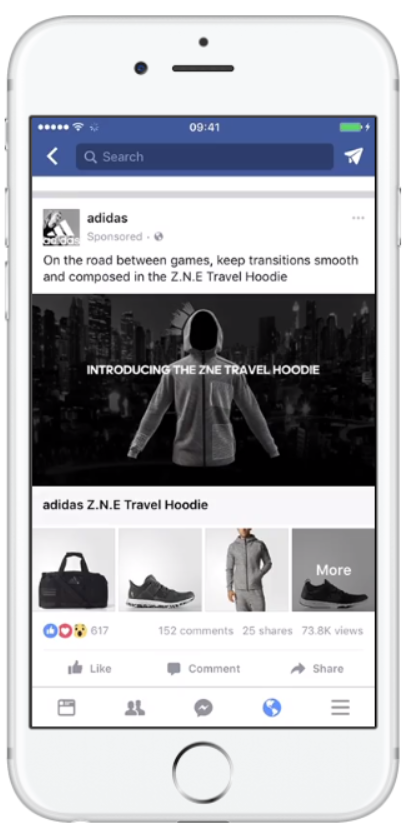 09:41
Search
adidas
adidas
Sponsored ·
On the road between games, keep transitions smooth
and composed in the Z.N.E Travel Hoodie
INTRODUCING THE ZNE TRAVEL HOODIE
adidas Z.N.E Travel Hoodie
More
617 152 comments 25 shares 73.8K views
Like Comment Share